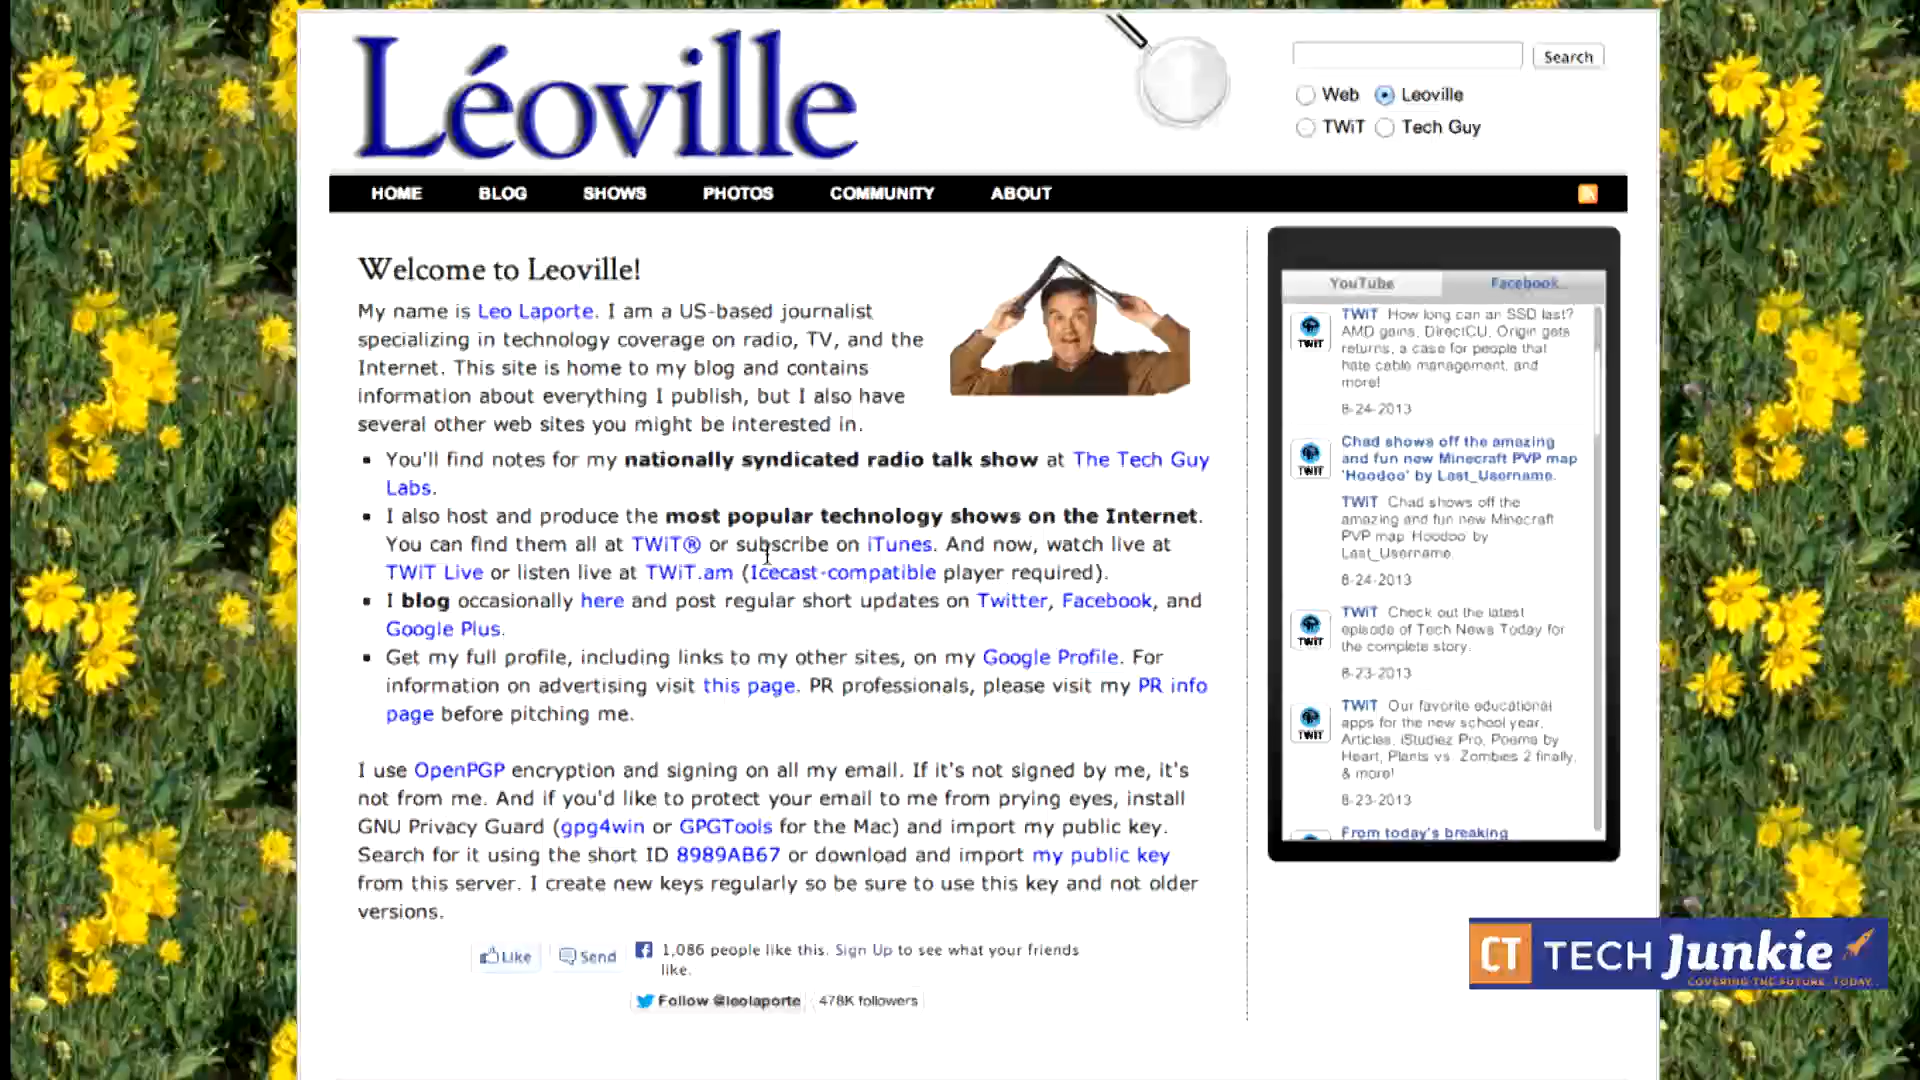 Léoville
Search
Web Leoville
TWiT Tech Guy
HOME BLOG SHOWS PHOTOS COMMUNITY ABOUT
Welcome to Leoville!
My name is Leo Laporte. I am a US-based journalist
specializing in technology coverage on radio, TV, and the
Internet. This site is home to my blog and contains
information about everything I publish, but I also have
several other web sites you might be interested in.
You'll find notes for my nationally syndicated radio talk show at The Tech Guy
Labs.
I also host and produce the most popular technology shows on the Internet.
You can find them all at TWiT® or subscribe on iTunes. And now, watch live at
TWiT Live or listen live at TWiT.am (Icecast-compatible player required).
I blog occasionally here and post regular short updates on Twitter, Facebook, and
Google Plus.
Get my full profile, including links to my other sites, on my Google Profile. For
information on advertising visit this page. PR professionals, please visit my PR info
page before pitching me.
I use OpenPGP encryption and signing on all my email. If it's not signed by me, it's
not from me. And if you'd like to protect your email to me from prying eyes, install
GNU Privacy Guard (gpg4win or GPGTools for the Mac) and import my public key.
Search for it using the short ID 8989AB67 or download and import my public key
from this server. I create new keys regularly so be sure to use this key and not older
versions.
Like Send 1,086 people like this. Sign Up to see what your friends
like.
Follow @leolaporte 478K followers
YouTube Facebook
TWiT How long can an SSD last?
AMD gains, DirectCU, Origin gets
returns, a case for people that
hate cable management, and
more!
8-24-2013
Chad shows off the amazing
and fun new Minecraft PVP map
'Hoodoo' by Last_Username.
TWiT Chad shows off the
amazing and fun new Minecraft
PVP map 'Hoodoo' by
Last_Username.
8-24-2013
TWiT Check out the latest
episode of Tech News Today for
the complete story.
8-23-2013
TWiT Our favorite educational
apps for the new school year,
Articles, iStudiez Pro, Poems by
Heart, Plants vs. Zombies 2 finally,
& more!
8-23-2013
From today's breaking
TWiT
TWiT
TWiT
TWiT
CT TECH Junkie
COVERING THE FUTURE, TODAY...